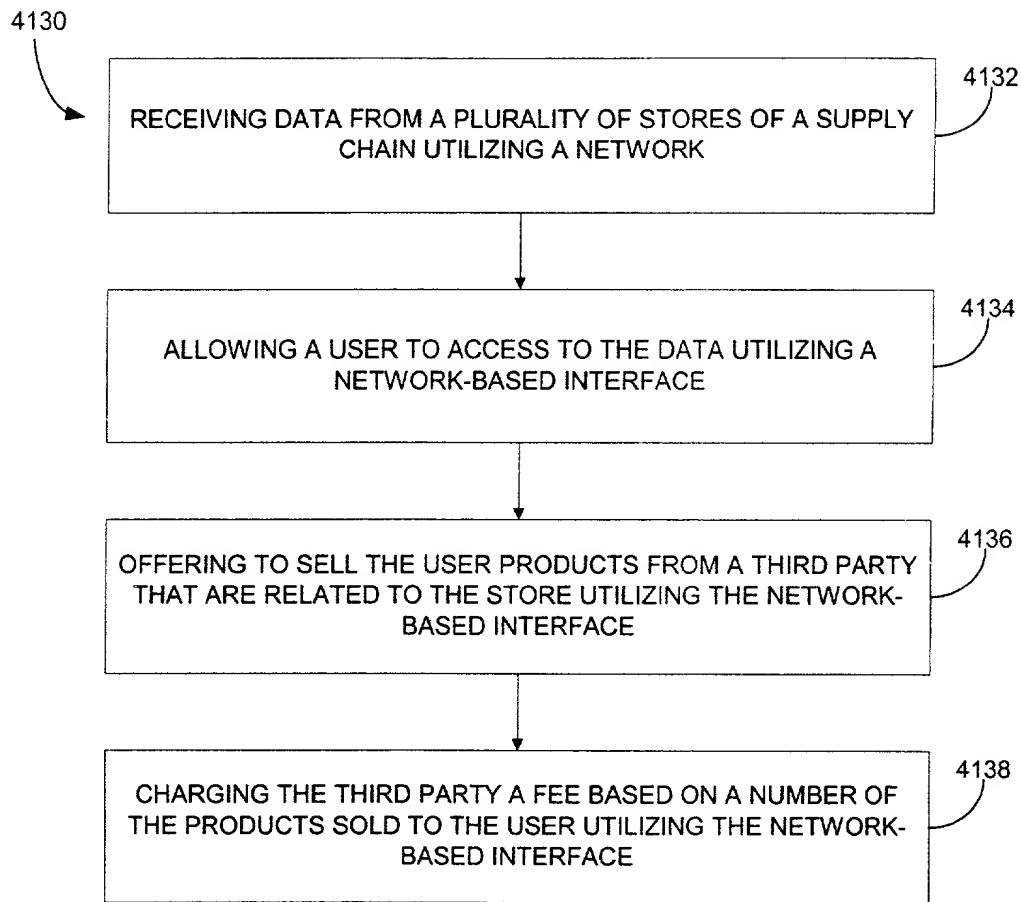 4130
4132
RECEIVING DATA FROM A PLURALITY OF STORES OF A SUPPLY
CHAIN UTILIZING A NETWORK
4134
ALLOWING A USER TO ACCESS TO THE DATA UTILIZING A
NETWORK-BASED INTERFACE
4136
OFFERING TO SELL THE USER PRODUCTS FROM A THIRD PARTY
THAT ARE RELATED TO THE STORE UTILIZING THE NETWORK-
BASED INTERFACE
4138
CHARGING THE THIRD PARTY A FEE BASED ON A NUMBER OF
THE PRODUCTS SOLD TO THE USER UTILIZING THE NETWORK-
BASED INTERFACE